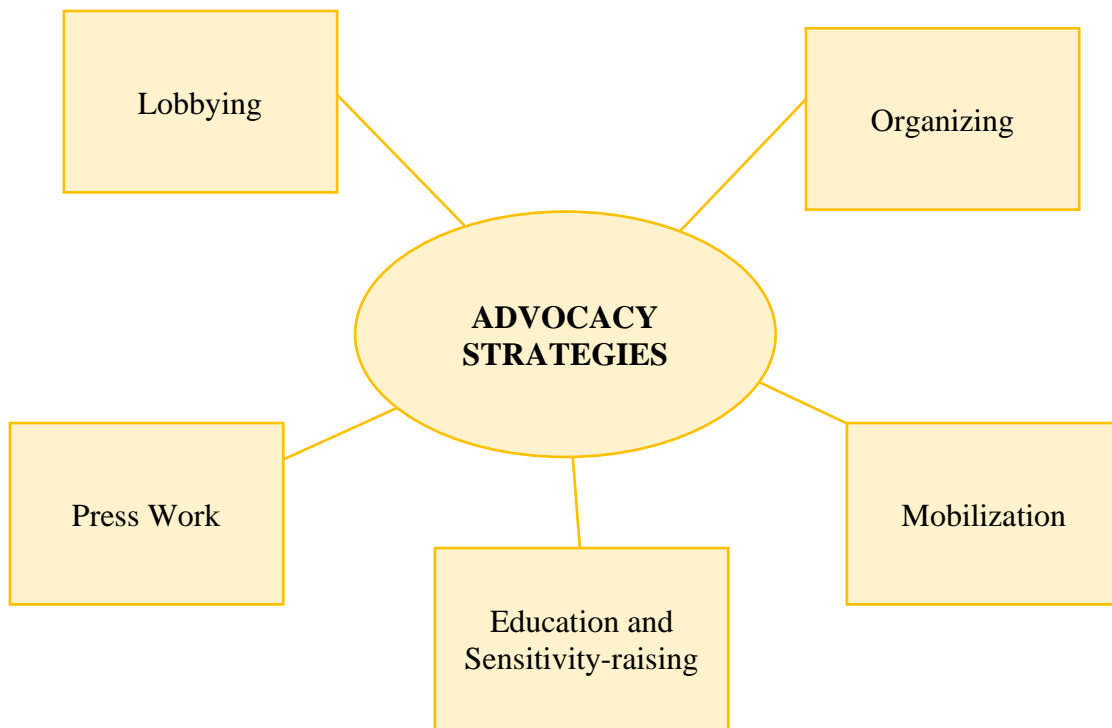 Lobbying
Organizing
ADVOCACY
STRATEGIES
Press Work
Mobilization
Education and
Sensitivity-raising